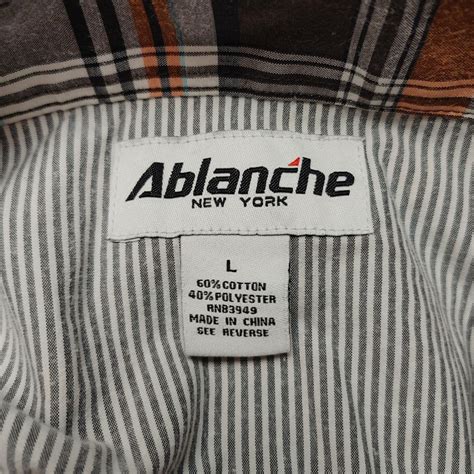 Ablanche
NEW YORK
L
60% COTTON
40% POLYESTER
RN83949
MADE IN CHINA
SEE REVERSE